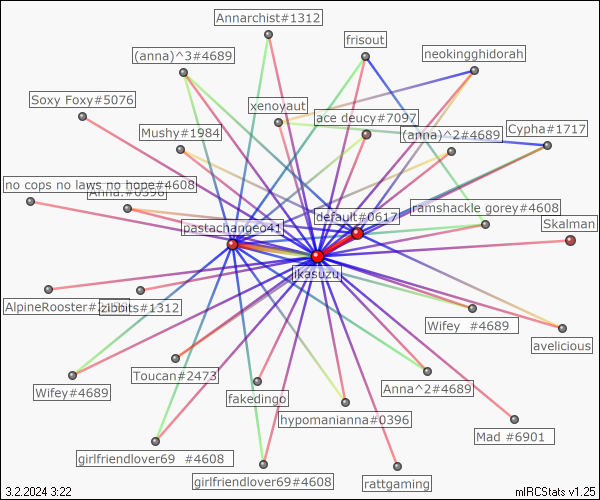 Annarchist#1312
frisout
(anna)^3#4689
neokingghidorah
Soxy Foxy#5076
xenoyaut
ace deucy#7097
Mushy#1984
(anna)^2#4689
Cypha#1717
no cops no laws no hope#4608
Anna.#0396
ramshackle gorey#4608
default#0617
Skalman
pastachangeo41
jikasuzu
AlpineRooster#
zibbits#1312
Wifey #4689
avelicious
Toucan#2473
Wifey#4689
Anna^2#4689
fakedingo
hypomanianna#0396
Mad #6901
girlfriendlover69 #4608
girlfriendlover69#4608
rattgaming
3.2.2024 3:22
mIRCStats v1.25